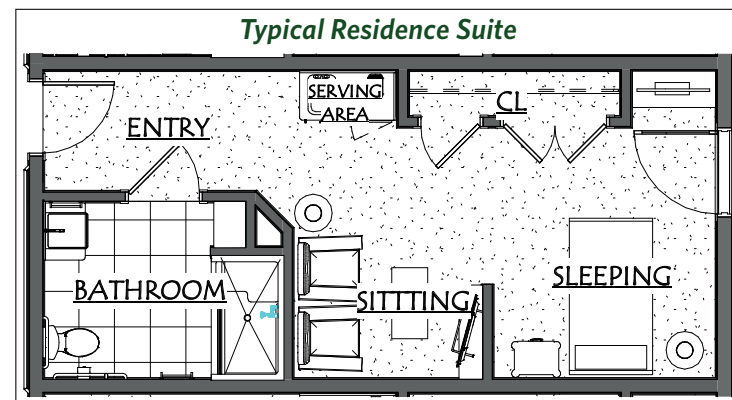 Typical Residence Suite
SERVING
AREA
CL
ENTRY
SLEEPING
BATHROOM
SITTTING